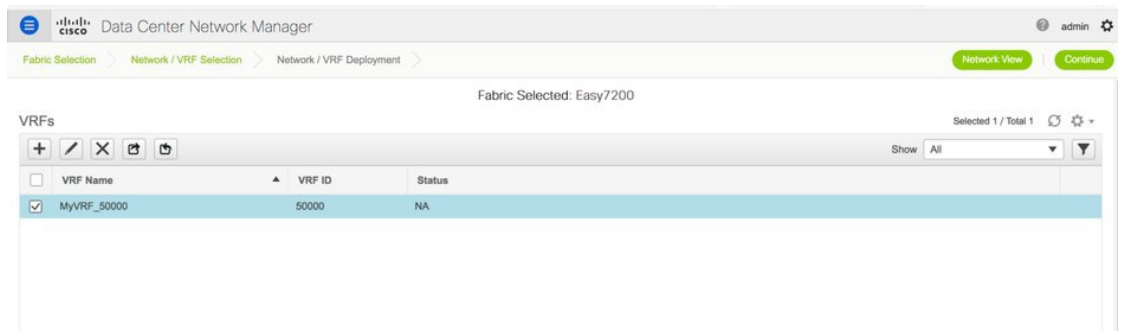 cisco Data Center Network Manager
admin
Fabric Selection
Network / VRF Selection
Network / VRF Deployment
Network View
Continue
Fabric Selected: Easy7200
VRFs
Selected 1 / Total 1
Show All
VRF Name
VRF ID
Status
MyVRF_50000
50000
NA